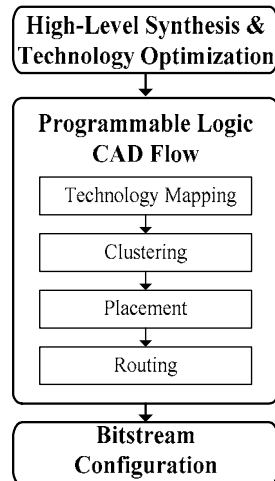 High-Level Synthesis &
Technology Optimization
Programmable Logic
CAD Flow
Technology Mapping
Clustering
Placement
Routing
Bitstream
Configuration